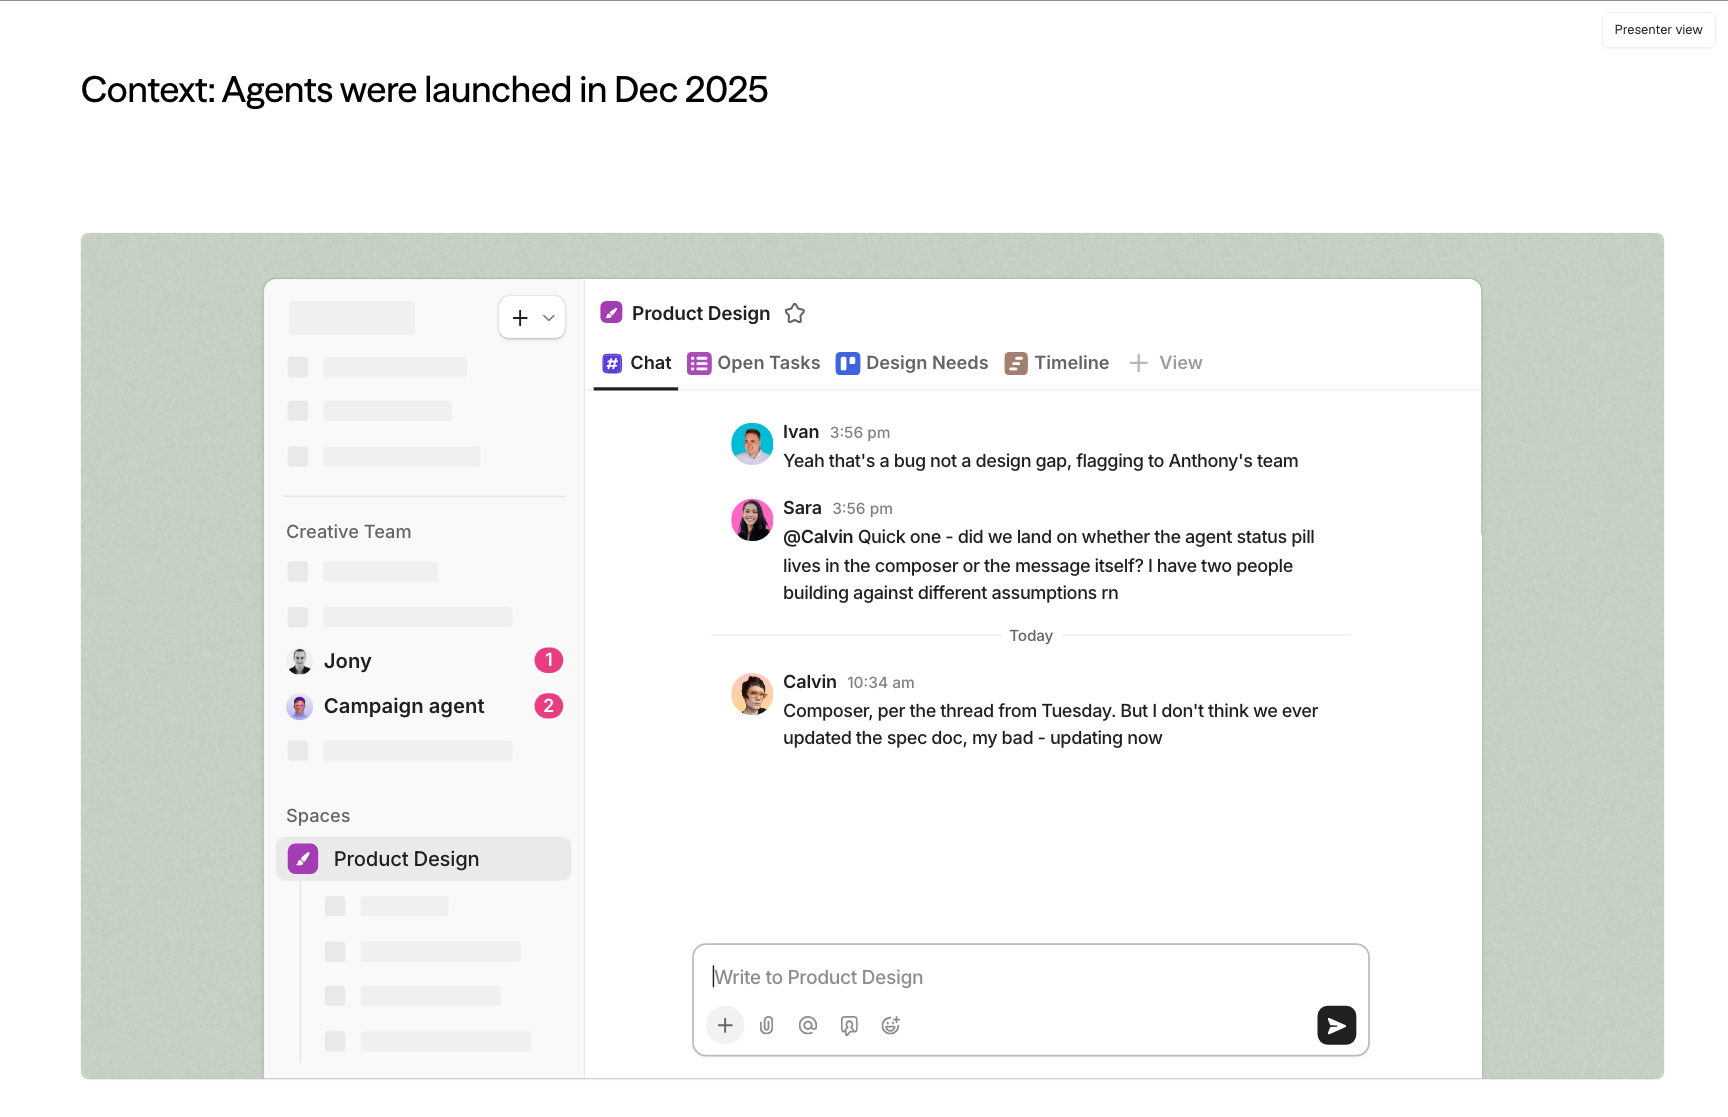 Presenter view
Context: Agents were launched in Dec 2025
Creative Team
Jony
1
Campaign agent
2
Spaces
Product Design
Product Design
# Chat
Open Tasks
Design Needs
Timeline
+ View
Ivan 3:56 pm
Yeah that's a bug not a design gap, flagging to Anthony's team
Sara 3:56 pm
@Calvin Quick one - did we land on whether the agent status pill
lives in the composer or the message itself? I have two people
building against different assumptions rn
Today
Calvin 10:34 am
Composer, per the thread from Tuesday. But I don't think we ever
updated the spec doc, my bad - updating now
Write to Product Design